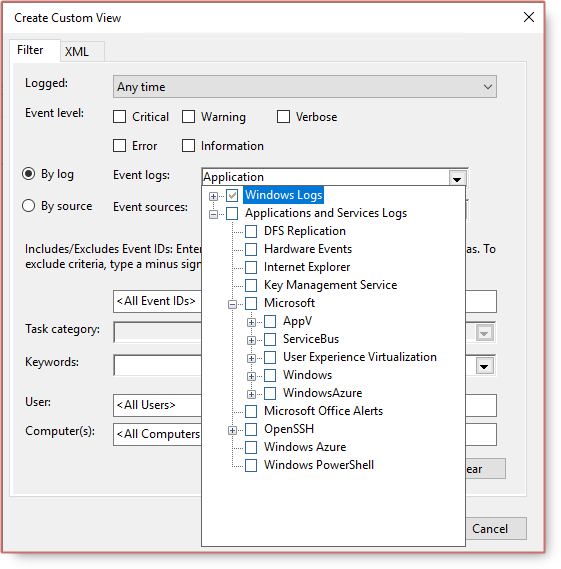 Create Custom View
Filter XML
Logged: Any time
Event level: Critical Warning Verbose
Error Information
By log Event logs: Application
By source Event sources:
Windows Logs
Applications and Services Logs
DFS Replication
Hardware Events
Internet Explorer
Key Management Service
Microsoft
AppV
ServiceBus
User Experience Virtualization
Windows
WindowsAzure
Microsoft Office Alerts
OpenSSH
Windows Azure
Windows PowerShell
Includes/Excludes Event IDs: Enter as. To
exclude criteria, type a minus sign
<All Event IDs>
Task category:
Keywords:
User: <All Users>
Computer(s): <All Computers
ear
Cancel